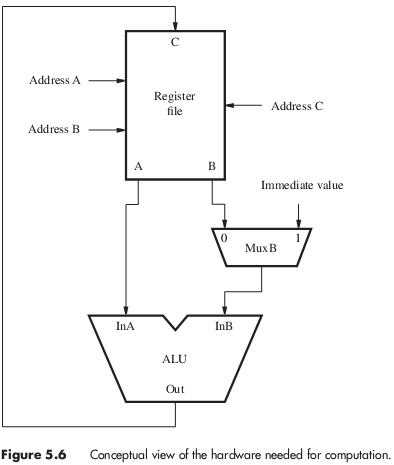 C
Address A
Register
file
Address C
Address B
A
B
Immediate value
0
1
MuxB
InA
InB
ALU
Out
Figure 5.6 Conceptual view of the hardware needed for computation.